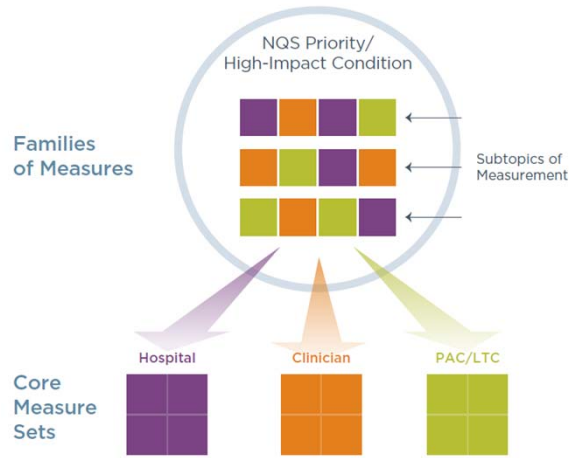 NQS Priority/
High-Impact Condition
Families
of Measures
Subtopics of
Measurement
Hospital
Clinician
PAC/LTC
Core
Measure
Sets